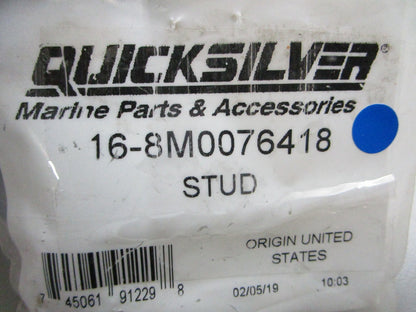 QUICKSILVER®
Marine Parts & Accessories
16-8M0076418
STUD
ORIGIN UNITED
STATES
7 45061 91229 8
02/05/19 10:03